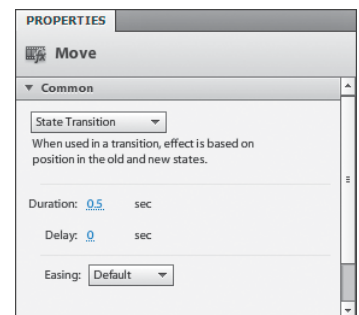 PROPERTIES
Move
Common
State Transition
When used in a transition, effect is based on
position in the old and new states.
Duration: 0.5 sec
Delay: 0 sec
Easing: Default